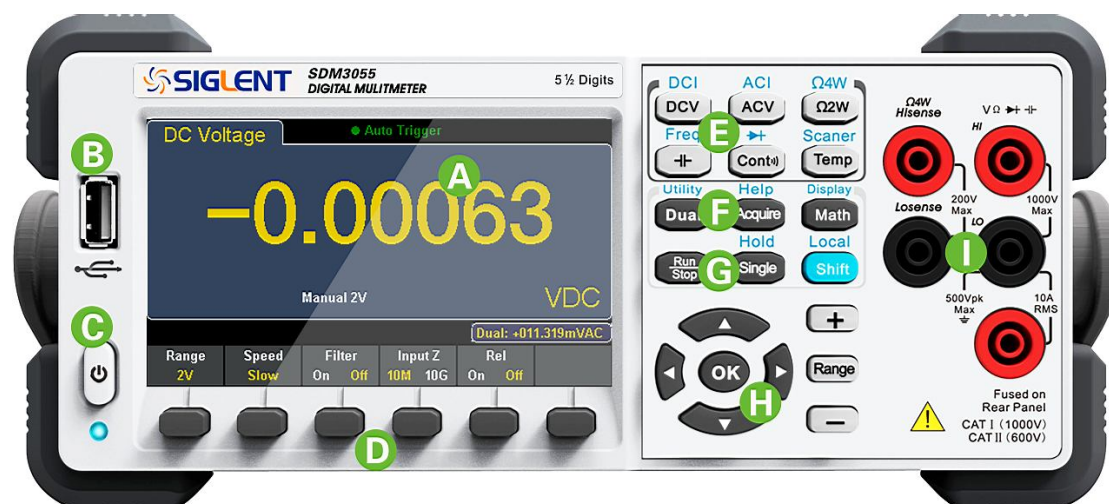 SIGLENT SDM3055
DIGITAL MULITMETER 5 ½ Digits
DC Voltage Auto Trigger
A
-0.00063
Manual 2V VDC
Dual: +011.319mVAC
Range Speed Filter Input Z Rel
2V Slow On Off 10M 10G On Off
B
C
D
DCI ACI Ω4W
DCV ACV Ω2W
E
Freq Scaner
Cont Temp
Utility Help Display
Dual F Acquire Math
Hold Local
Run Stop G Single Shift
+
OK Range
H
−
Ω4W
Hisense
VΩ
HI
200V
Max
1000V
Max
Losense LO
I
500Vpk
Max
10A
RMS
Fused on
Rear Panel
CAT I (1000V)
CAT II (600V)